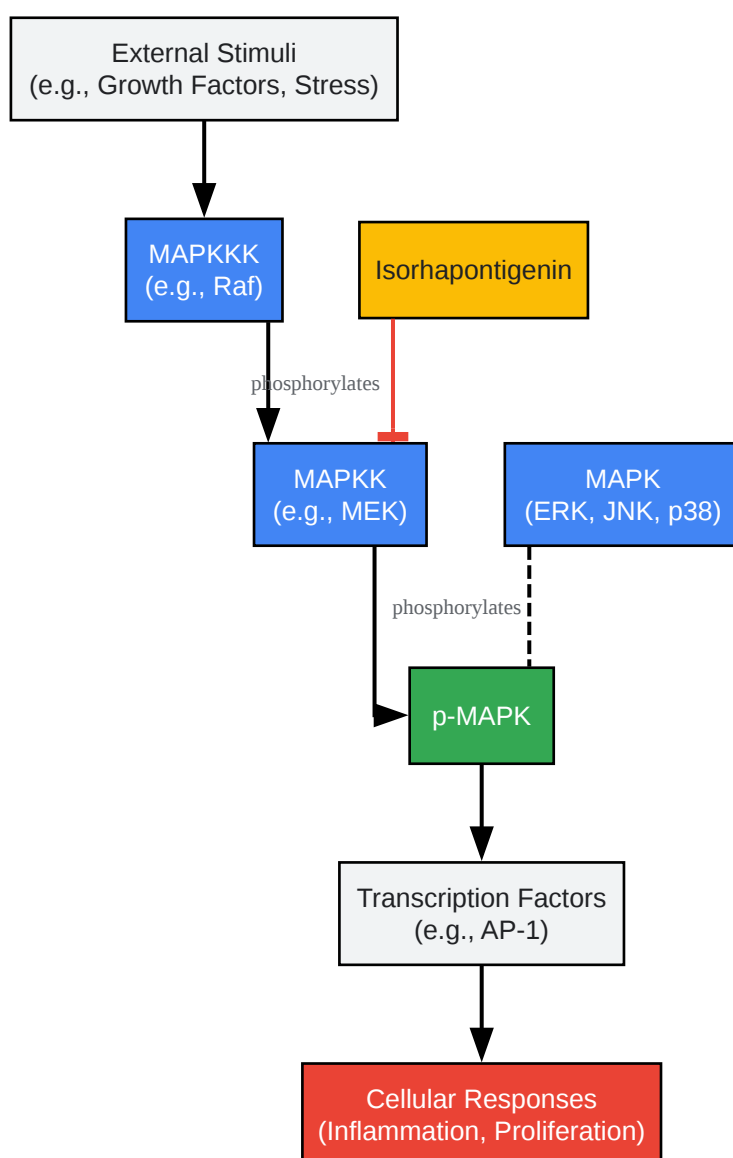 External Stimuli
(e.g., Growth Factors, Stress)
MAPKKK
(e.g., Raf)
Isorhapontigenin
phosphorylates
MAPKK
(e.g., MEK)
MAPK
(ERK, JNK, p38)
phosphorylates
p-MAPK
Transcription Factors
(e.g., AP-1)
Cellular Responses
(Inflammation, Proliferation)